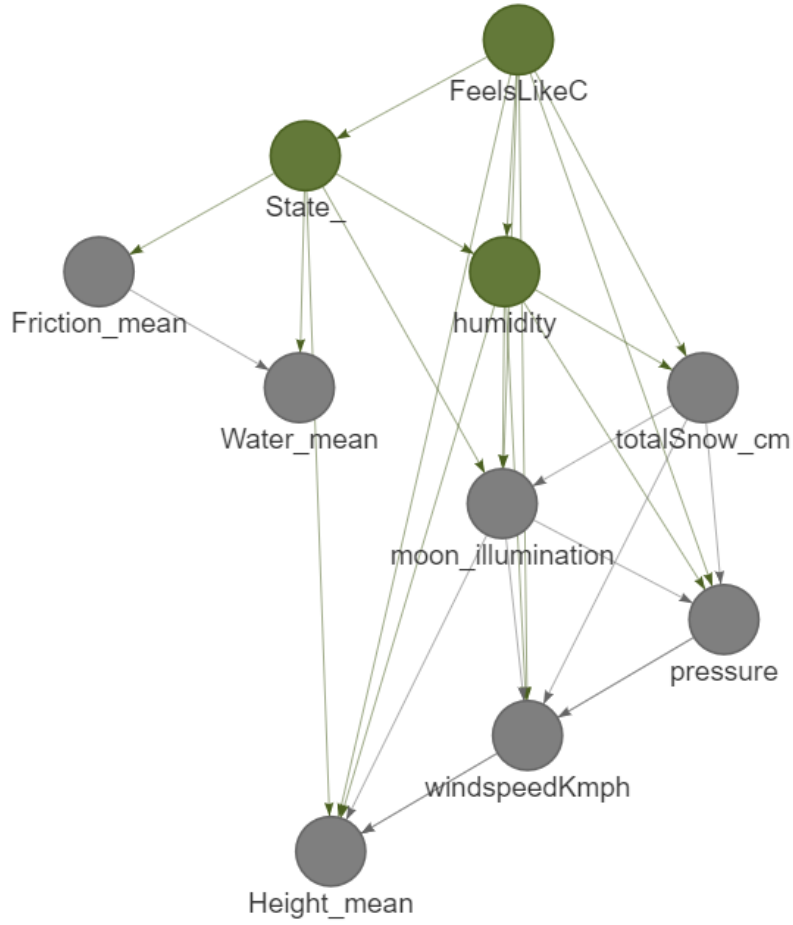 FeelsLikeC
State_
Friction_mean
humidity
Water_mean
totalSnow_cm
moon_illumination
pressure
windspeedKmph
Height_mean